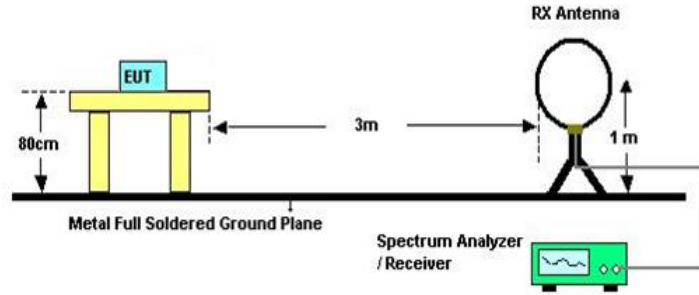 RX Antenna
EUT
3m
80cm
1 m
Metal Full Soldered Ground Plane
Spectrum Analyzer
/ Receiver